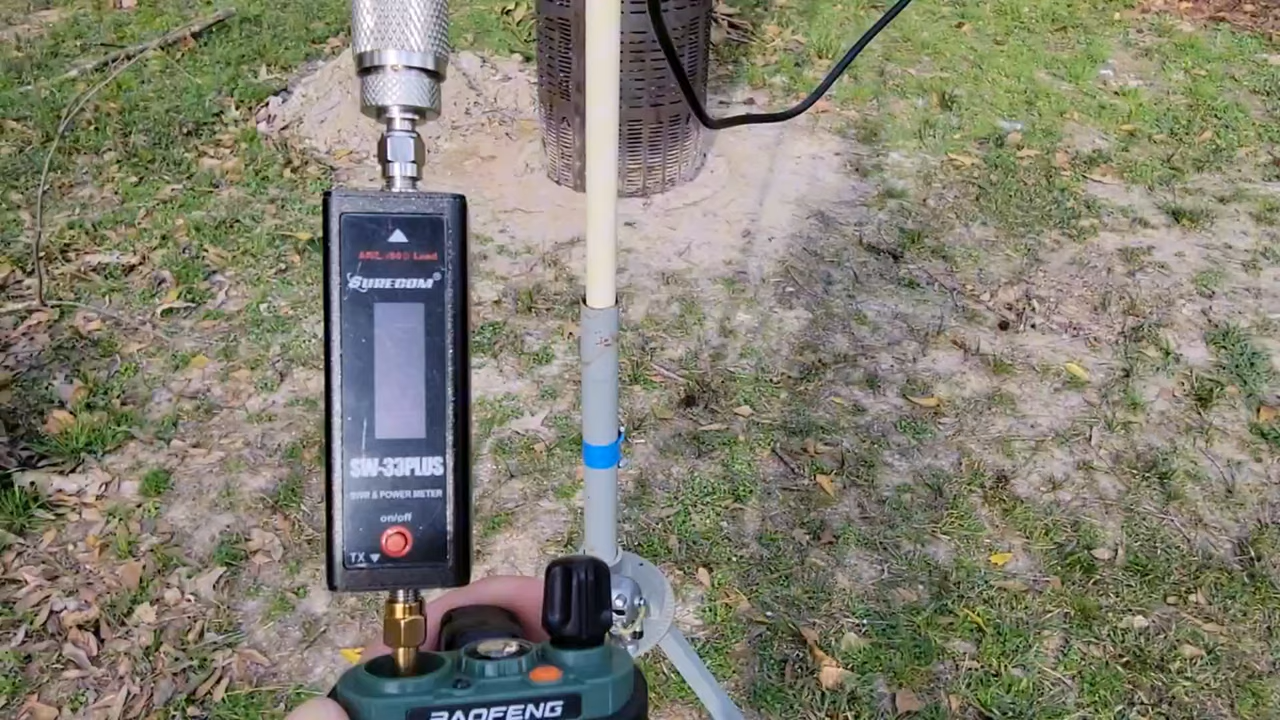 ANT. /50Ω Load
SURECOM®
SW-33PLUS
SWR & POWER METER
on/off
TX
BAOFENG